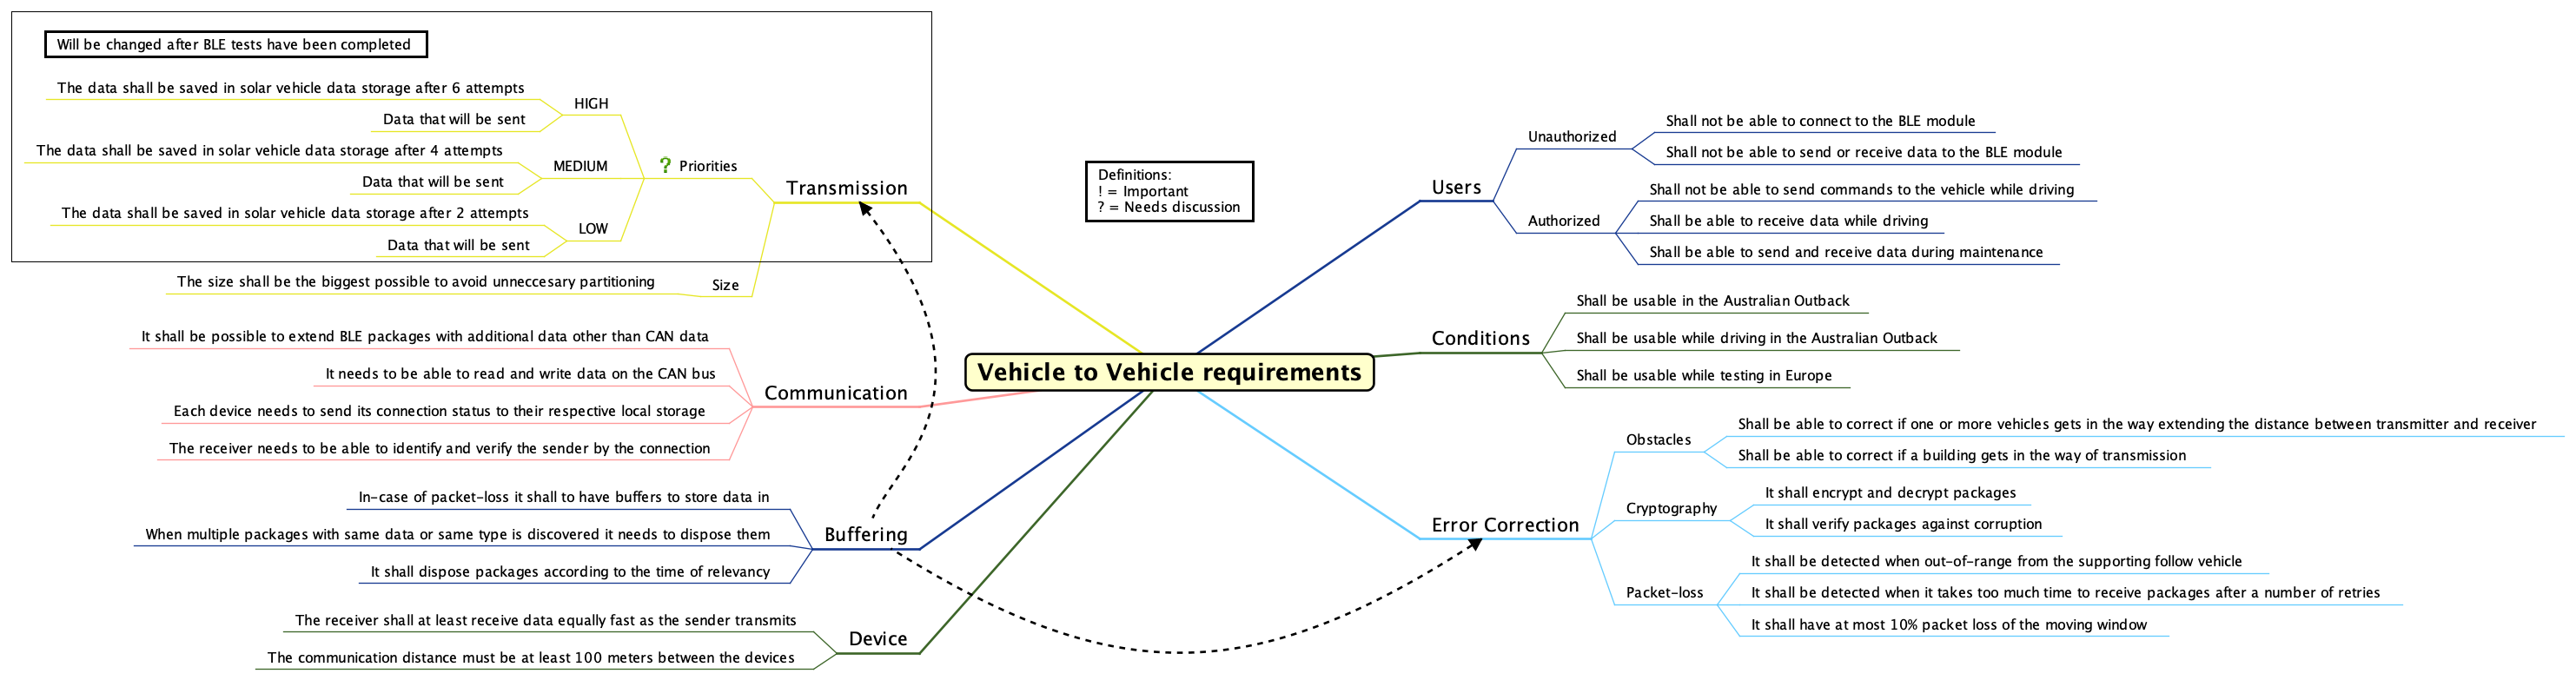 Will be changed after BLE tests have been completed
The data shall be saved in solar vehicle data storage after 6 attempts
HIGH
Data that will be sent
The data shall be saved in solar vehicle data storage after 4 attempts
MEDIUM
Data that will be sent
? Priorities
The data shall be saved in solar vehicle data storage after 2 attempts
LOW
Data that will be sent
Transmission
The size shall be the biggest possible to avoid unneccesary partitioning
Size
It shall be possible to extend BLE packages with additional data other than CAN data
It needs to be able to read and write data on the CAN bus
Communication
Each device needs to send its connection status to their respective local storage
The receiver needs to be able to identify and verify the sender by the connection
In-case of packet-loss it shall to have buffers to store data in
When multiple packages with same data or same type is discovered it needs to dispose them
Buffering
It shall dispose packages according to the time of relevancy
The receiver shall at least receive data equally fast as the sender transmits
Device
The communication distance must be at least 100 meters between the devices
Definitions:
! = Important
? = Needs discussion
Vehicle to Vehicle requirements
Users
Unauthorized
Shall not be able to connect to the BLE module
Shall not be able to send or receive data to the BLE module
Authorized
Shall not be able to send commands to the vehicle while driving
Shall be able to receive data while driving
Shall be able to send and receive data during maintenance
Conditions
Shall be usable in the Australian Outback
Shall be usable while driving in the Australian Outback
Shall be usable while testing in Europe
Error Correction
Obstacles
Shall be able to correct if one or more vehicles gets in the way extending the distance between transmitter and receiver
Shall be able to correct if a building gets in the way of transmission
Cryptography
It shall encrypt and decrypt packages
It shall verify packages against corruption
Packet-loss
It shall be detected when out-of-range from the supporting follow vehicle
It shall be detected when it takes too much time to receive packages after a number of retries
It shall have at most 10% packet loss of the moving window